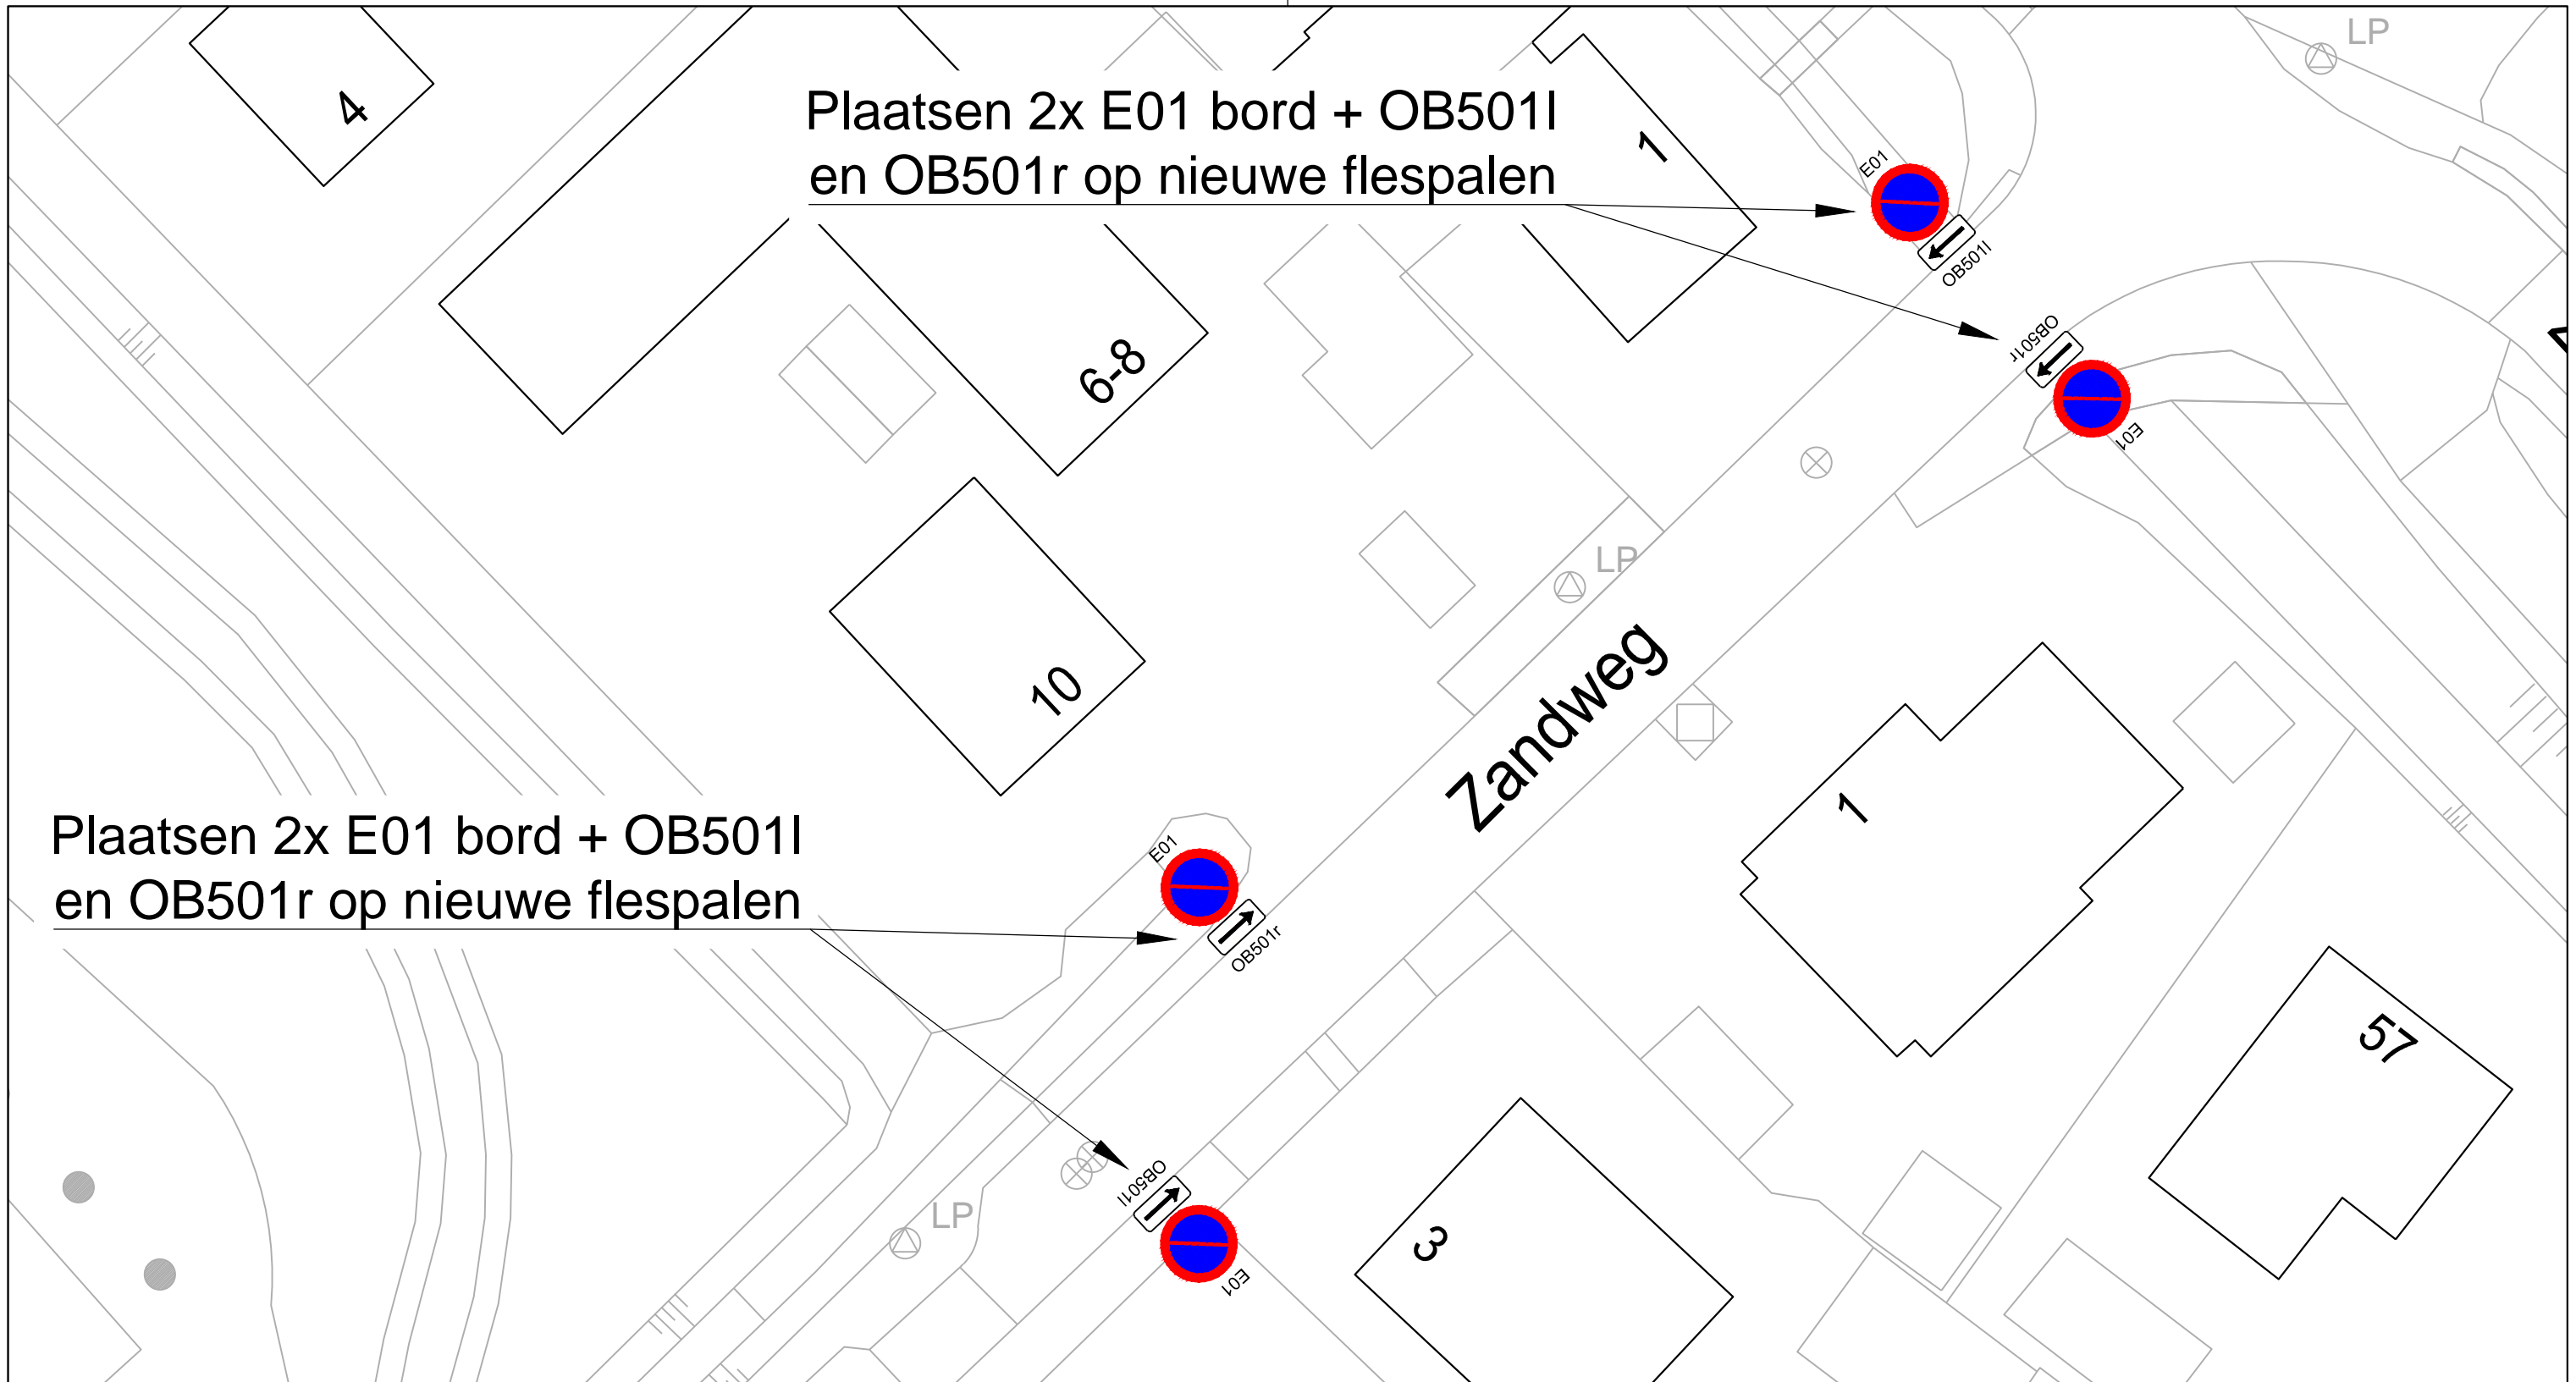 LP
4
Plaatsen 2x E01 bord + OB501l
en OB501r op nieuwe flespalen
1
E01
OB501l
OB501r
E01
6-8
LP
10
Zandweg
1
Plaatsen 2x E01 bord + OB501l
en OB501r op nieuwe flespalen
E01
OB501r
57
OB501l
LP
3
E01